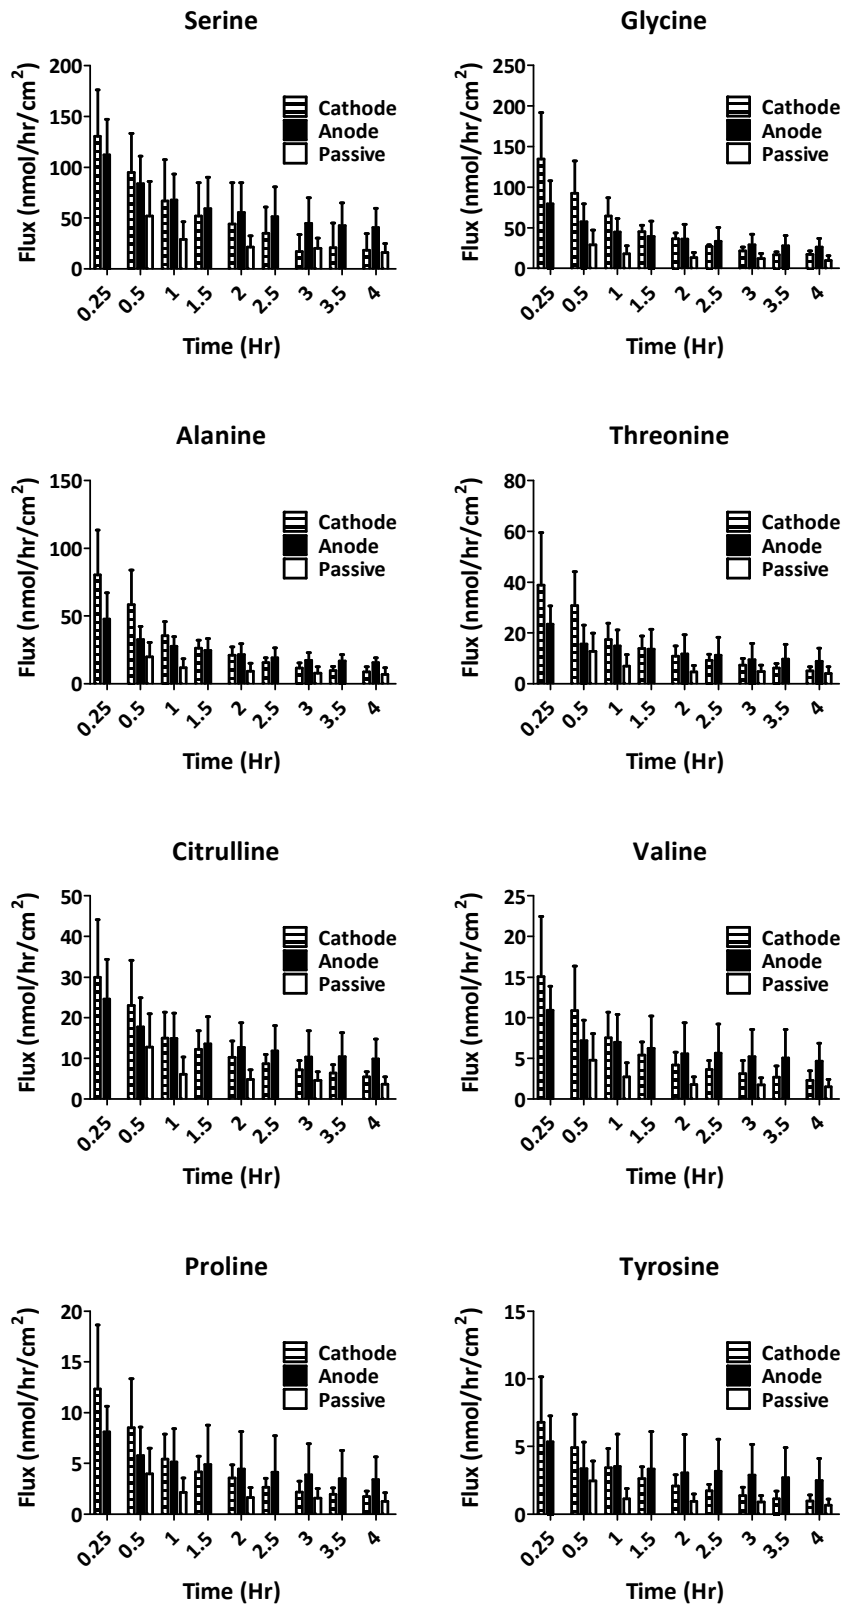 Serine
Flux (nmol/hr/cm²)
200
150
100
50
0
Cathode
Anode
Passive
0.25
0.5
1
1.5
2
2.5
3
3.5
4
Time (Hr)
Glycine
Flux (nmol/hr/cm²)
250
200
150
100
50
0
Cathode
Anode
Passive
0.25
0.5
1
1.5
2
2.5
3
3.5
4
Time (Hr)
Alanine
Flux (nmol/hr/cm²)
150
100
50
0
Cathode
Anode
Passive
0.25
0.5
1
1.5
2
2.5
3
3.5
4
Time (Hr)
Threonine
Flux (nmol/hr/cm²)
80
60
40
20
0
Cathode
Anode
Passive
0.25
0.5
1
1.5
2
2.5
3
3.5
4
Time (Hr)
Citrulline
Flux (nmol/hr/cm²)
50
40
30
20
10
0
Cathode
Anode
Passive
0.25
0.5
1
1.5
2
2.5
3
3.5
4
Time (Hr)
Valine
Flux (nmol/hr/cm²)
25
20
15
10
5
0
Cathode
Anode
Passive
0.25
0.5
1
1.5
2
2.5
3
3.5
4
Time (Hr)
Proline
Flux (nmol/hr/cm²)
20
15
10
5
0
Cathode
Anode
Passive
0.25
0.5
1
1.5
2
2.5
3
3.5
4
Time (Hr)
Tyrosine
Flux (nmol/hr/cm²)
15
10
5
0
Cathode
Anode
Passive
0.25
0.5
1
1.5
2
2.5
3
3.5
4
Time (Hr)